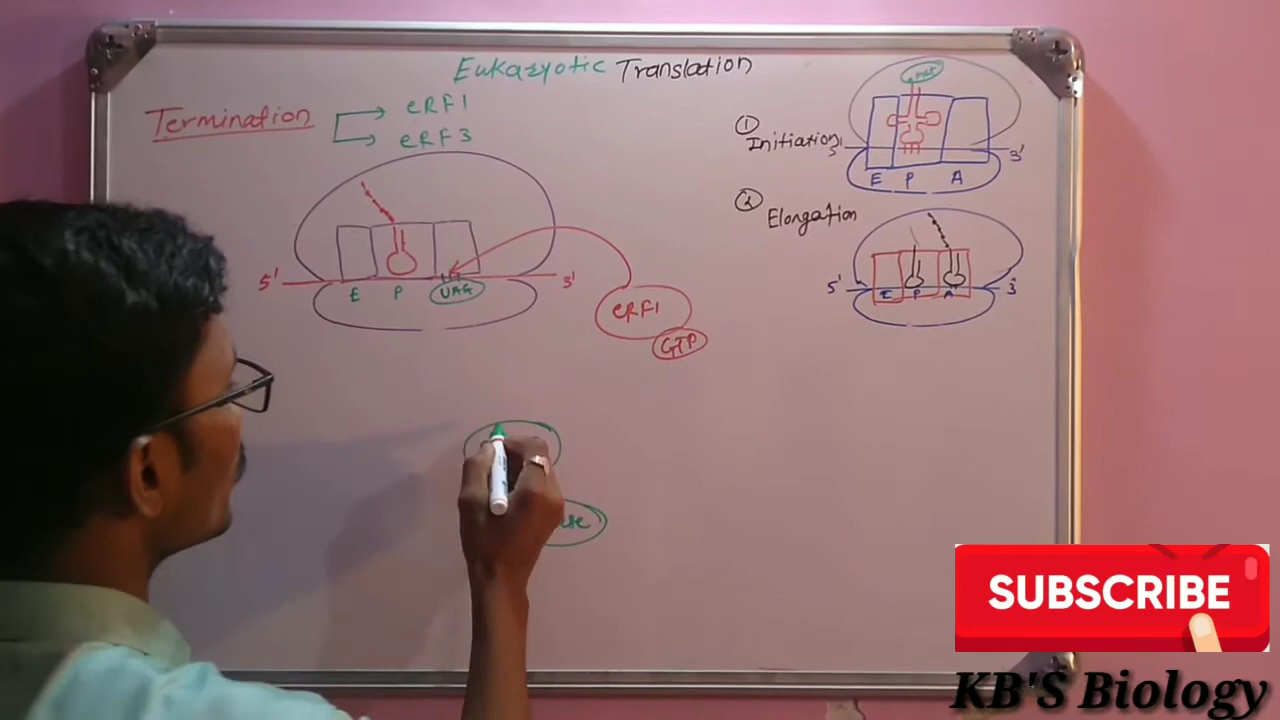 Eukaryotic Translation
Termination
eRF1
eRF3
5' 3'
E P UAG
eRF1
GTP
① Initiation
met
3'
E P A
② Elongation
5' 3'
E P A
SUBSCRIBE
KB'S Biology